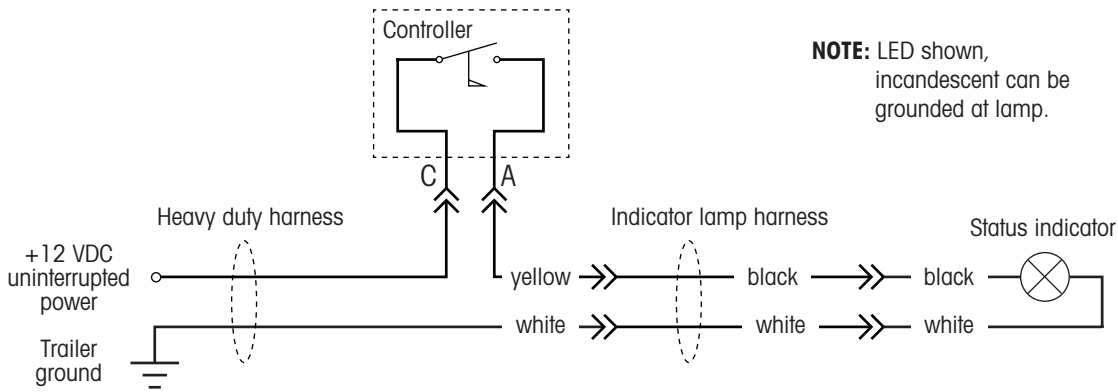 Controller
NOTE: LED shown,
incandescent can be
grounded at lamp.
C
A
Heavy duty harness
Indicator lamp harness
Status indicator
+12 VDC
uninterrupted
power
yellow
black
black
white
white
white
Trailer
ground